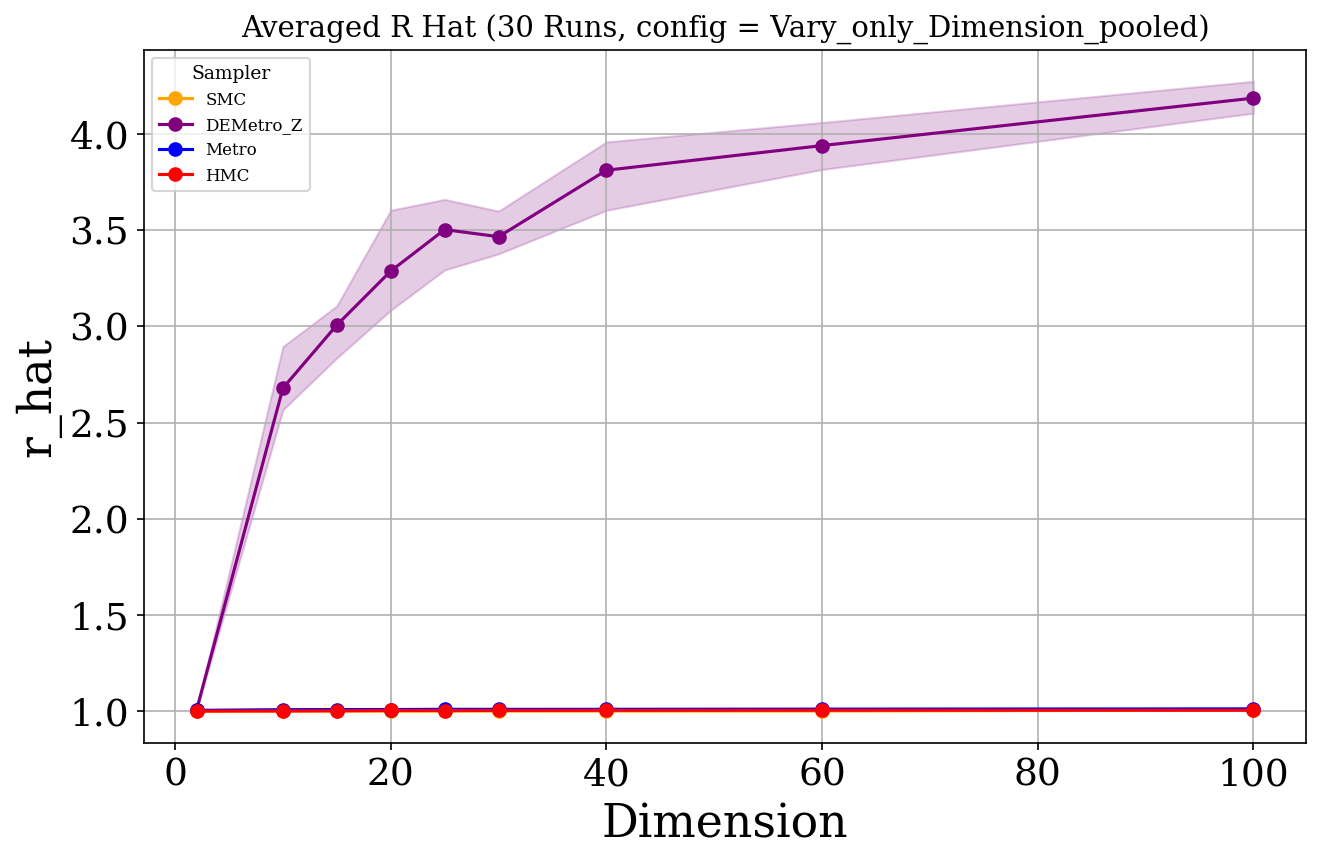 Averaged R Hat (30 Runs, config = Vary_only_Dimension_pooled)
Sampler
SMC
DEMetro_Z
Metro
HMC
r_hat
4.0
3.5
3.0
2.5
2.0
1.5
1.0
0 20 40 60 80 100
Dimension